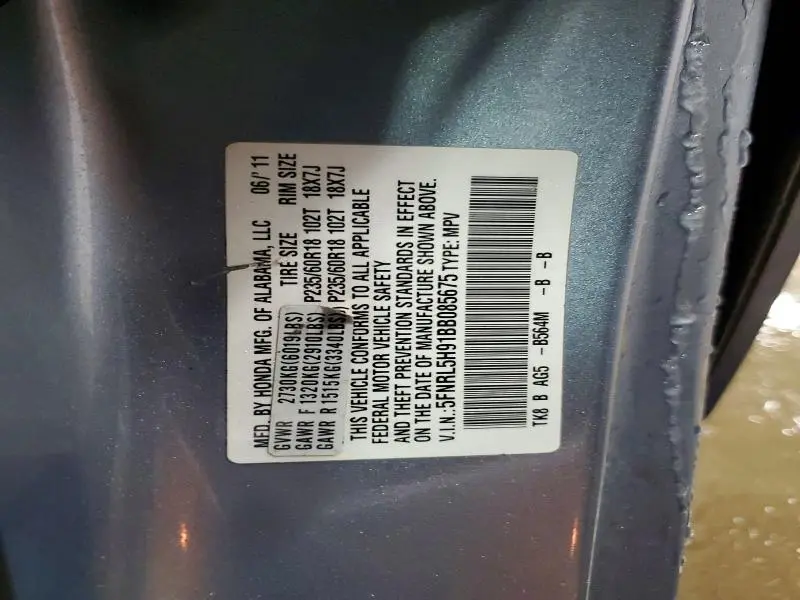 MFD. BY HONDA MFG. OF ALABAMA, LLC 06/' 11
GVWR 2730KG(6019LBS) TIRE SIZE RIM SIZE
GAWR F 1320KG(2910LBS) P235/60R18 102T 18X7J
GAWR R 1515KG(3340LBS) P235/60R18 102T 18X7J
THIS VEHICLE CONFORMS TO ALL APPLICABLE
FEDERAL MOTOR VEHICLE SAFETY
AND THEFT PREVENTION STANDARDS IN EFFECT
ON THE DATE OF MANUFACTURE SHOWN ABOVE.
V.I.N.:5FNRL5H91BB085675 TYPE: MPV
TK8 B AG5 -B564M -B -B